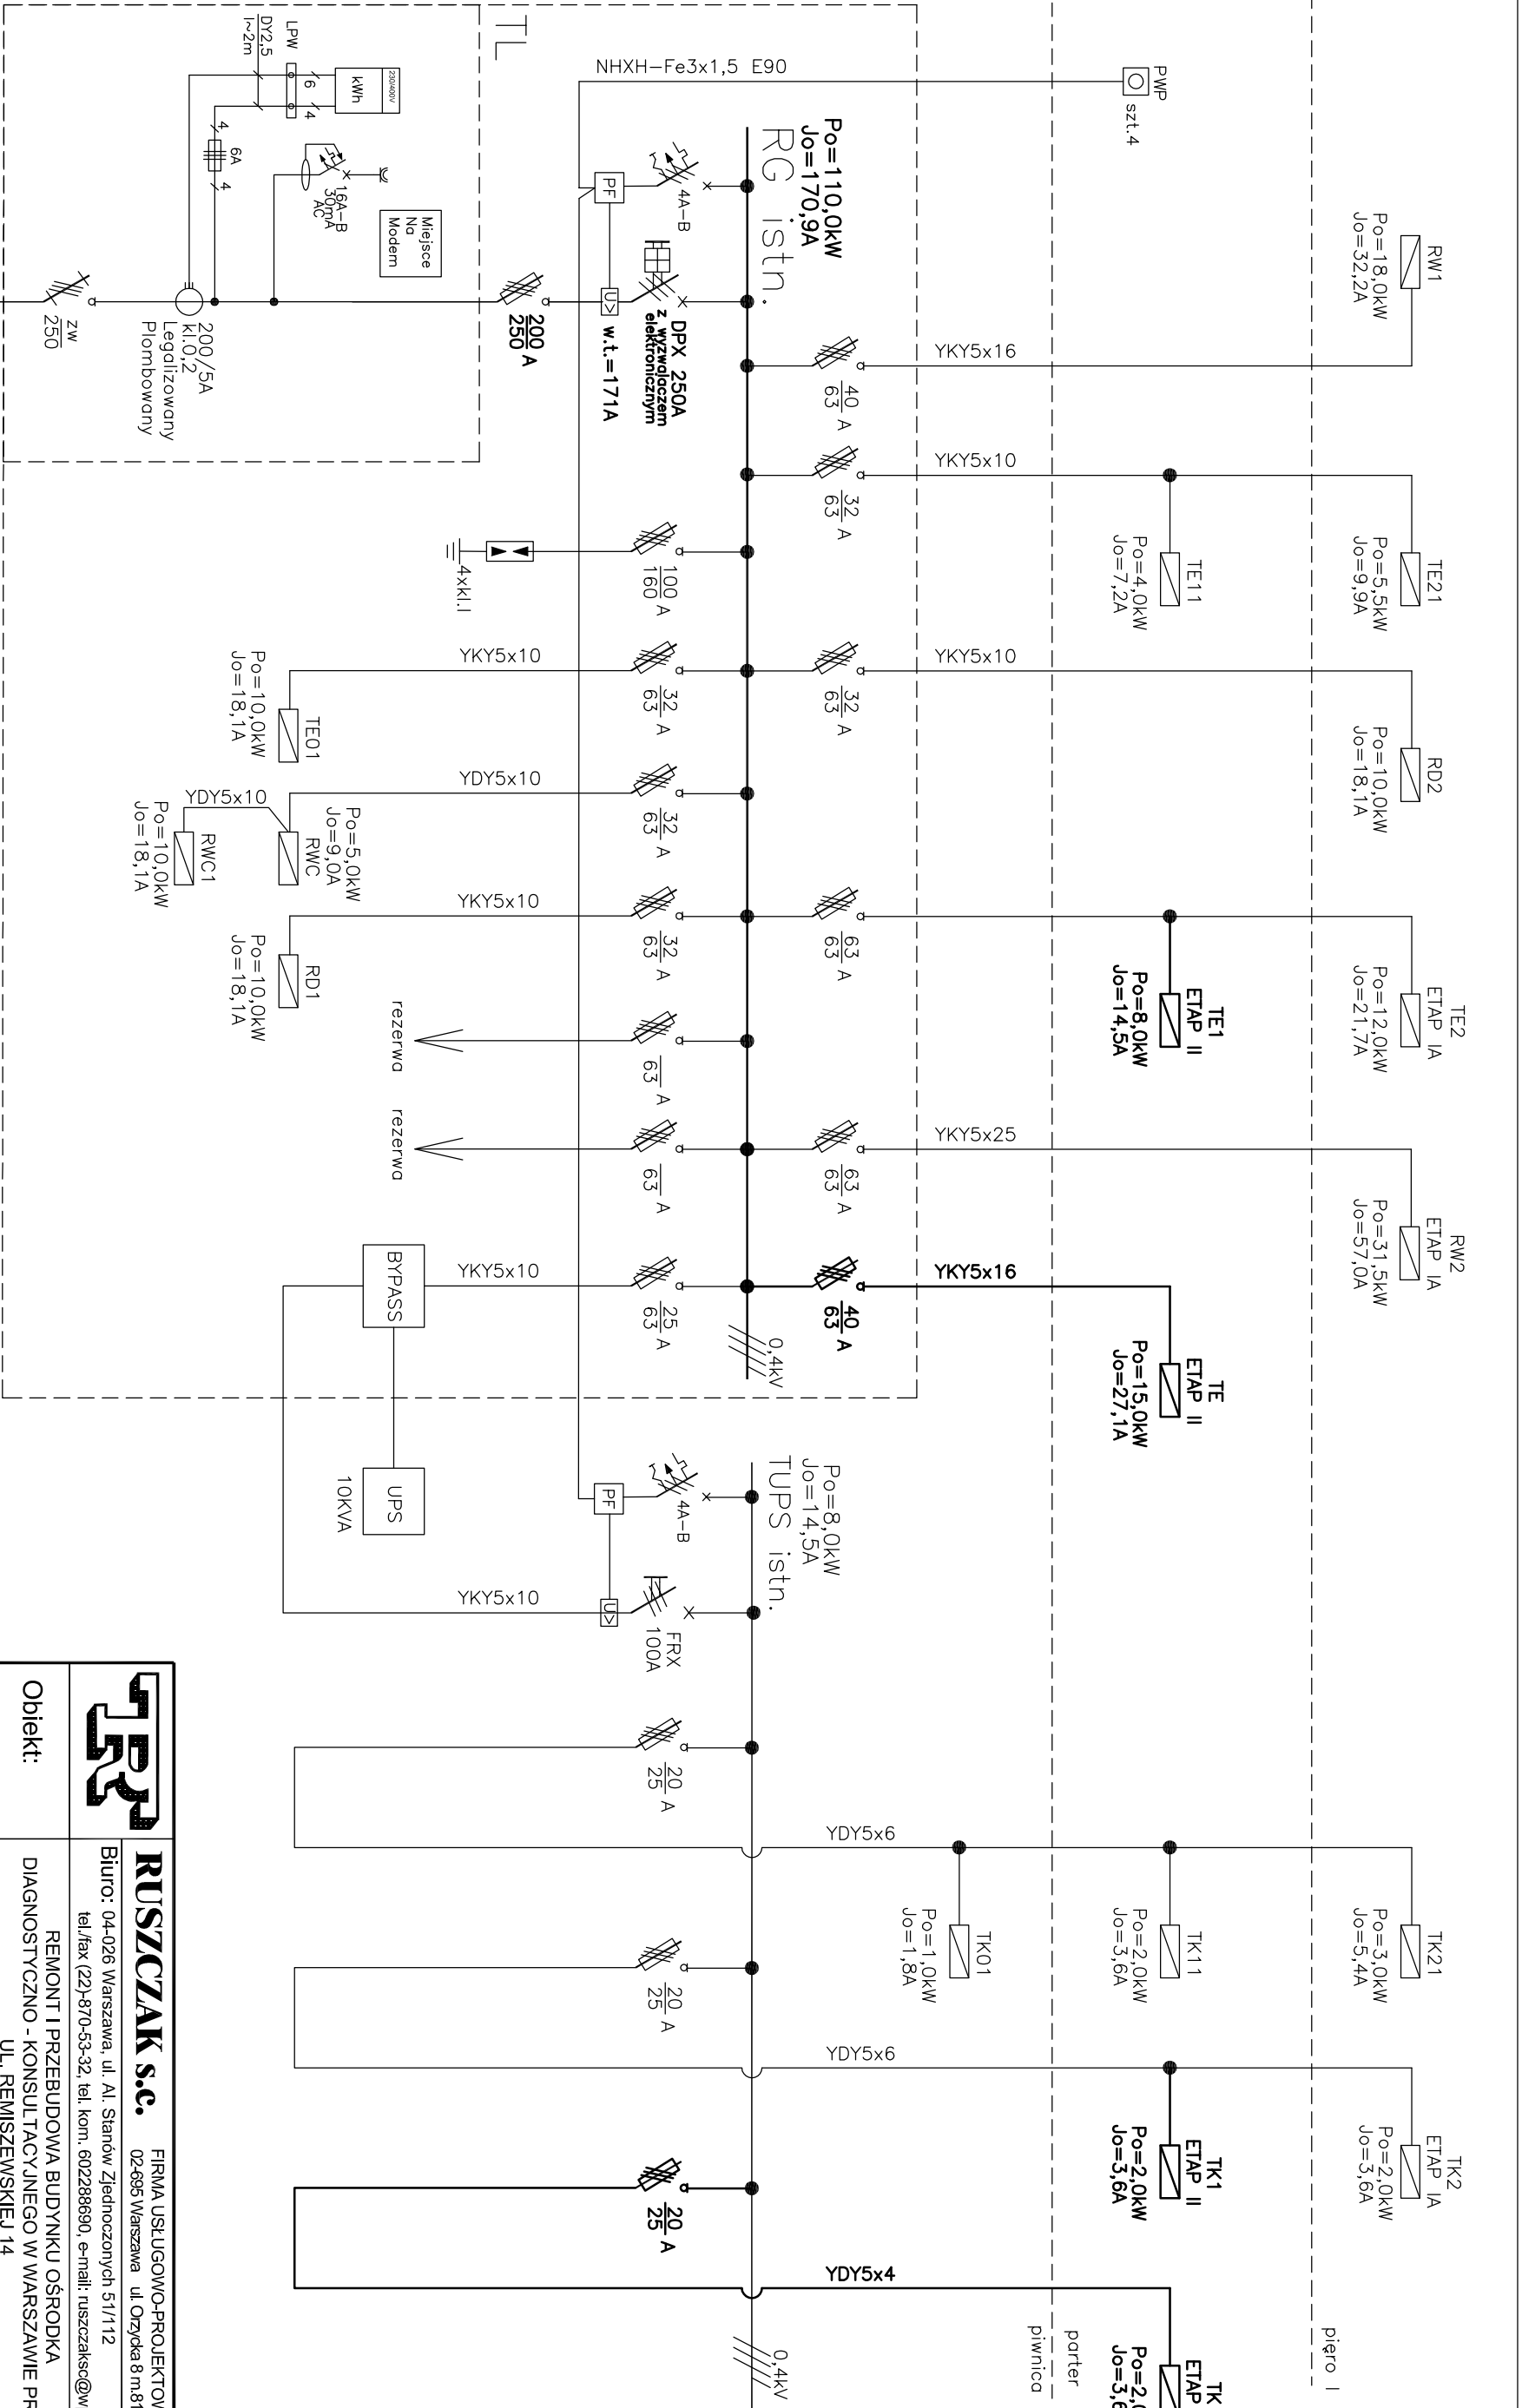 PWP
szt.4
NHXH-Fe3x1,5 E90
TL
230/400V
kWh
LPW
6
4
DY2,5
l~2m
4
6A
4
16A-B
30mA
AC
Miejsce
Na
Modem
200/5A
kl.0,2
Legalizowany
Plombowany
zw
250
200
250 A
Po=110,0kW
Jo=170,9A
RG istn.
4A-B
PF
DPX 250A
z wyzwalaczem
elektronicznym
U>
w.t.=171A
RW1
Po=18,0kW
Jo=32,2A
YKY5x16
40
63 A
TE21
Po=5,5kW
Jo=9,9A
TE11
Po=4,0kW
Jo=7,2A
YKY5x10
32
63 A
100
160 A
4xkl.I
RD2
Po=10,0kW
Jo=18,1A
YKY5x10
32
63 A
32
63 A
YKY5x10
TE01
Po=10,0kW
Jo=18,1A
32
63 A
YDY5x10
RWC
Po=5,0kW
Jo=9,0A
YDY5x10
RWC1
Po=10,0kW
Jo=18,1A
32
63 A
YKY5x10
RD1
Po=10,0kW
Jo=18,1A
TE2
ETAP IA
Po=12,0kW
Jo=21,7A
TE1
ETAP II
Po=8,0kW
Jo=14,5A
63
63 A
63 A
rezerwa
63 A
rezerwa
RW2
ETAP IA
Po=31,5kW
Jo=57,0A
YKY5x25
63
63 A
TE
ETAP II
Po=15,0kW
Jo=27,1A
YKY5x16
40
63 A
0,4kV
25
63 A
YKY5x10
BYPASS
UPS
10KVA
Po=8,0kW
Jo=14,5A
TUPS istn.
4A-B
PF
FRX
100A
U>
YKY5x10
20
25 A
YDY5x6
TK01
Po=1,0kW
Jo=1,8A
TK11
Po=2,0kW
Jo=3,6A
TK21
Po=3,0kW
Jo=5,4A
20
25 A
YDY5x6
TK1
ETAP II
Po=2,0kW
Jo=3,6A
TK2
ETAP IA
Po=2,0kW
Jo=3,6A
20
25 A
YDY5x4
TK
ETAP
Po=2,0
Jo=3,6
0,4kV
pięro I
parter
piwnica
TR
RUSZCZAK s.c.
FIRMA USŁUGOWO-PROJEKTOW
02-695 Warszawa ul. Orzycka 8 m.81
Biuro: 04-026 Warszawa, ul. Al. Stanów Zjednoczonych 51/112
tel./fax (22)-870-53-32, tel. kom. 602288690, e-mail: ruszczaksc@w
Obiekt:
REMONT I PRZEBUDOWA BUDYNKU OŚRODKA
DIAGNOSTYCZNO - KONSULTACYJNEGO W WARSZAWIE PR
UL. REMISZEWSKIEJ 14